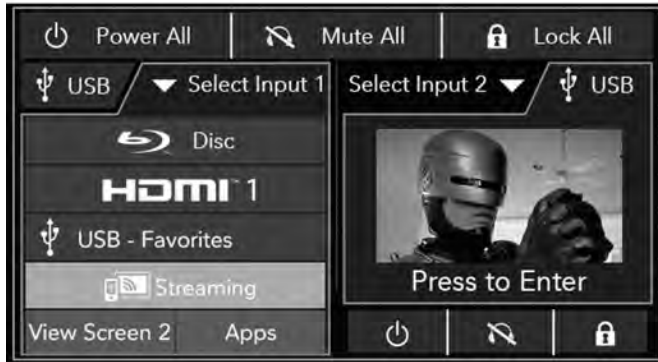 Power All
Mute All
Lock All
USB
Select Input 1
Select Input 2
USB
Disc
HDMI™ 1
USB - Favorites
Streaming
View Screen 2
Apps
Press to Enter